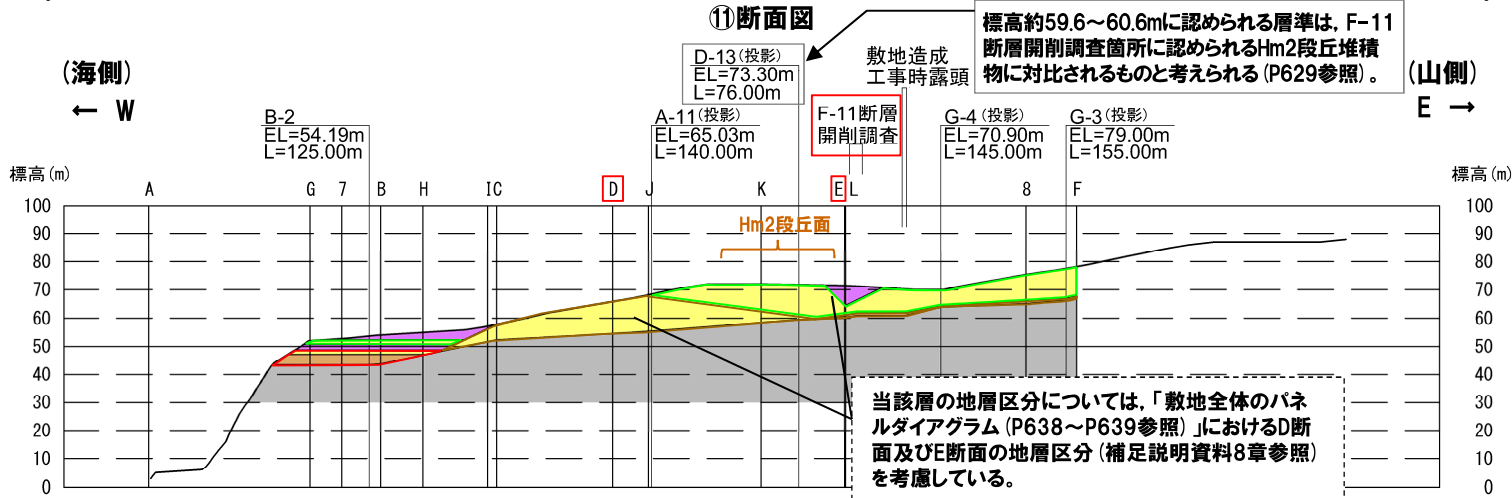 ⑪断面図
標高約59.6～60.6mに認められる層準は，F-11
断層開削調査箇所に認められるHm2段丘堆積
物に対比されるものと考えられる（P629参照）。
(海側)
← W
(山側)
E →
D-13(投影)
EL=73.30m
L=76.00m
敷地造成
工事時露頭
B-2
EL=54.19m
L=125.00m
A-11(投影)
EL=65.03m
L=140.00m
F-11断層
開削調査
G-4(投影)
EL=70.90m
L=145.00m
G-3(投影)
EL=79.00m
L=155.00m
標高(m)
標高(m)
A G 7 B H I C D J K E L 8 F
100 100
90 90
80 80
70 70
60 60
50 50
40 40
30 30
20 20
10 10
0 0
Hm2段丘面
当該層の地層区分については，「敷地全体のパネ
ルダイアグラム（P638～P639参照）」におけるD断
面及びE断面の地層区分（補足説明資料8章参照）
を考慮している。